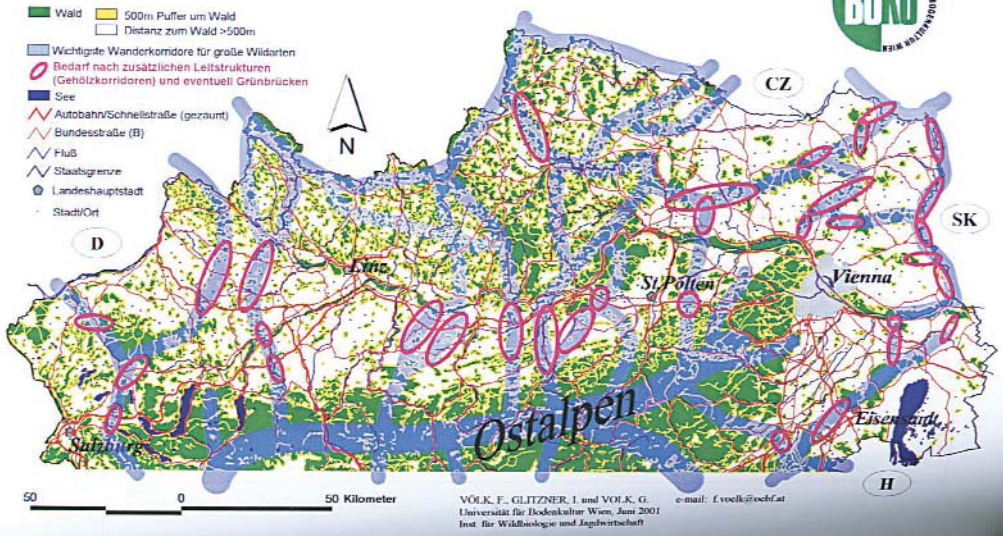 Wald
500m Puffer um Wald
Distanz zum Wald >500m
Wichtigste Wanderkorridore für große Wildarten
Bedarf nach zusätzlichen Leitstrukturen
(Gehölzkorridoren) und eventuell Grünbrücken
See
Autobahn/Schnellstraße (gezäunt)
Bundesstraße (B)
Fluß
Staatsgrenze
Landeshauptstadt
Stadt/Ort
N
BOKU
BODENKULTUR WIEN
CZ
D
SK
Linz
St Pölten
Vienna
Ostalpen
Eisenstadt
Salzburg
H
50 0 50 Kilometer
VÖLK, F., GLITZNER, I. und VOLK, G. e-mail: f.voelk@oebf.at
Universität für Bodenkultur Wien, Juni 2001
Inst. für Wildbiologie und Jagdwirtschaft